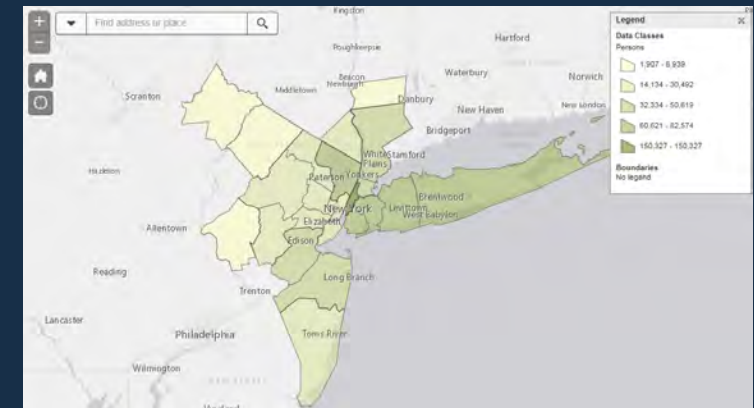 +
−
Find address or place
Legend
Data Classes
Persons
1,907 - 8,939
14,134 - 30,492
32,334 - 50,619
60,621 - 82,574
150,327 - 150,327
Boundaries
No legend
Kingston
Hartford
Poughkeepsie
Waterbury
Norwich
Beacon
Newburgh
Scranton
Middletown
Danbury
New Haven
New London
Bridgeport
White Plains
Stamford
Hazleton
Paterson
Yonkers
Brentwood
New York
Levittown
West Babylon
Elizabeth
Allentown
Edison
Reading
Long Branch
Trenton
Lancaster
Philadelphia
Toms River
Wilmington